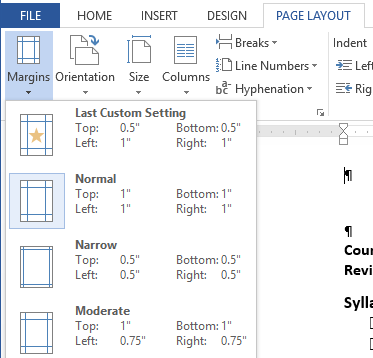 FILE HOME INSERT DESIGN PAGE LAYOUT
Margins Orientation Size Columns
Breaks
Line Numbers
Hyphenation
Indent
Left
Righ
Last Custom Setting
Top: 0.5" Bottom: 0.5"
Left: 1" Right: 1"
Normal
Top: 1" Bottom: 1"
Left: 1" Right: 1"
Narrow
Top: 0.5" Bottom: 0.5"
Left: 0.5" Right: 0.5"
Moderate
Top: 1" Bottom: 1"
Left: 0.75" Right: 0.75"
¶
¶
Cour
Revi
Sylla